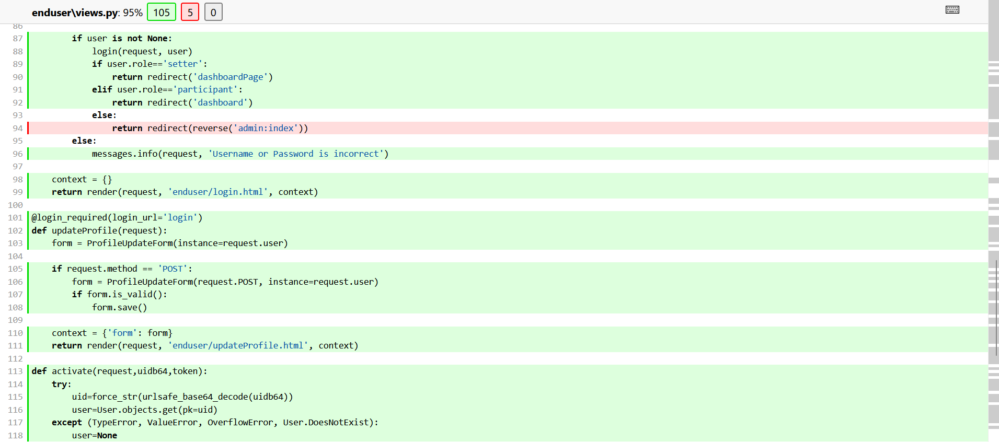 enduser\views.py: 95% 105 5 0
86
87         if user is not None:
88             login(request, user)
89             if user.role=='setter':
90                 return redirect('dashboardPage')
91             elif user.role=='participant':
92                 return redirect('dashboard')
93             else:
94                 return redirect(reverse('admin:index'))
95         else:
96             messages.info(request, 'Username or Password is incorrect')
97
98     context = {}
99     return render(request, 'enduser/login.html', context)
100
101 @login_required(login_url='login')
102 def updateProfile(request):
103     form = ProfileUpdateForm(instance=request.user)
104
105     if request.method == 'POST':
106         form = ProfileUpdateForm(request.POST, instance=request.user)
107         if form.is_valid():
108             form.save()
109
110     context = {'form': form}
111     return render(request, 'enduser/updateProfile.html', context)
112
113 def activate(request,uidb64,token):
114     try:
115         uid=force_str(urlsafe_base64_decode(uidb64))
116         user=User.objects.get(pk=uid)
117     except (TypeError, ValueError, OverflowError, User.DoesNotExist):
118         user=None